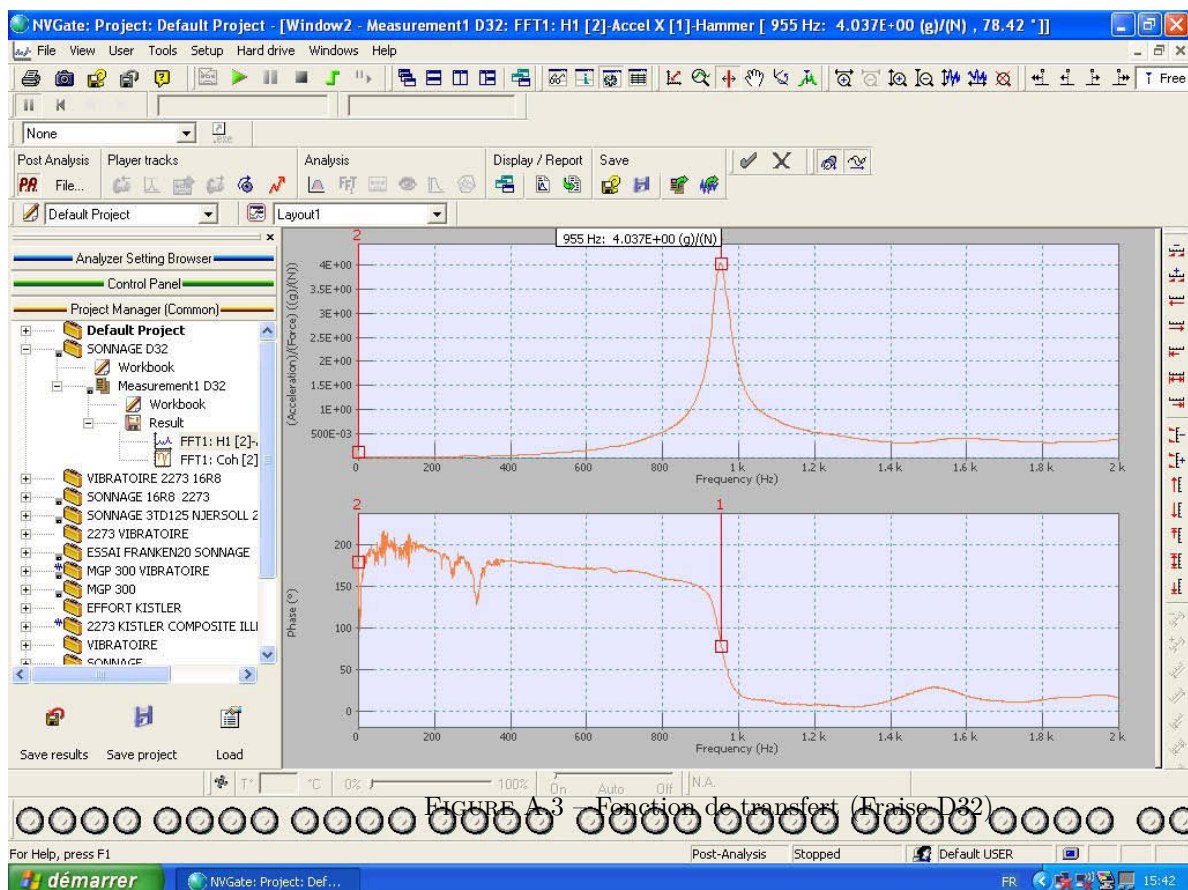 NVGate: Project: Default Project - [Window2 - Measurement1 D32: FFT1: H1 [2]-Accel X [1]-Hammer [ 955 Hz: 4.037E+00 (g)/(N) , 78.42 °]]
File View User Tools Setup Hard drive Windows Help
Free
None
.exe
Post Analysis Player tracks Analysis Display / Report Save
P.R. File... FFT
Default Project Layout1
Analyzer Setting Browser
Control Panel
Project Manager (Common)
Default Project
SONNAGE D32
Workbook
Measurement1 D32
Workbook
Result
FFT1: H1 [2]-
FFT1: Coh [2]
VIBRATOIRE 2273 16R8
SONNAGE 16R8 2273
SONNAGE 3TD125 NJERSOLL 2
2273 VIBRATOIRE
ESSAI FRANKEN20 SONNAGE
MGP 300 VIBRATOIRE
MGP 300
EFFORT KISTLER
2273 KISTLER COMPOSITE ILLI
VIBRATOIRE
SONNAGE
Save results Save project Load
2
955 Hz: 4.037E+00 (g)/(N)
(Acceleration)/(Force) ((g)/(N))
4E+00
3.5E+00
3E+00
2.5E+00
2E+00
1.5E+00
1E+00
500E-03
0 200 400 600 800 1 k 1.2 k 1.4 k 1.6 k 1.8 k 2 k
Frequency (Hz)
2 1
Phase (°)
200
150
100
50
0
0 200 400 600 800 1 k 1.2 k 1.4 k 1.6 k 1.8 k 2 k
Frequency (Hz)
T° °C 0% 100% On Auto Off N.A.
FIGURE A.3 – Fonction de transfert (Fraise D32)
For Help, press F1 Post-Analysis Stopped Default USER
démarrer NVGate: Project: Def... FR 15:42